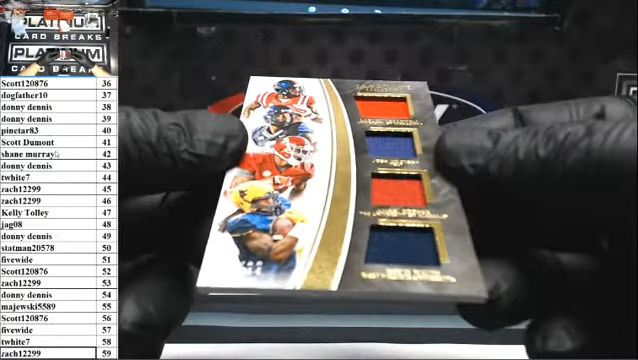 PLATINUM
CARD BREAKS
PLATINUM
CARD BREAKS
Scott120876 36
dogfather10 37
donny dennis 38
donny dennis 39
pinetar83 40
Scott Dumont 41
shane murray 42
donny dennis 43
twhite7 44
zach12299 45
zach12299 46
Kelly Tolley 47
jag08 48
donny dennis 49
statman20578 50
fivewide 51
Scott120876 52
zach12299 53
donny dennis 54
majewski5589 55
Scott120876 56
fivewide 57
twhite7 58
zach12299 59